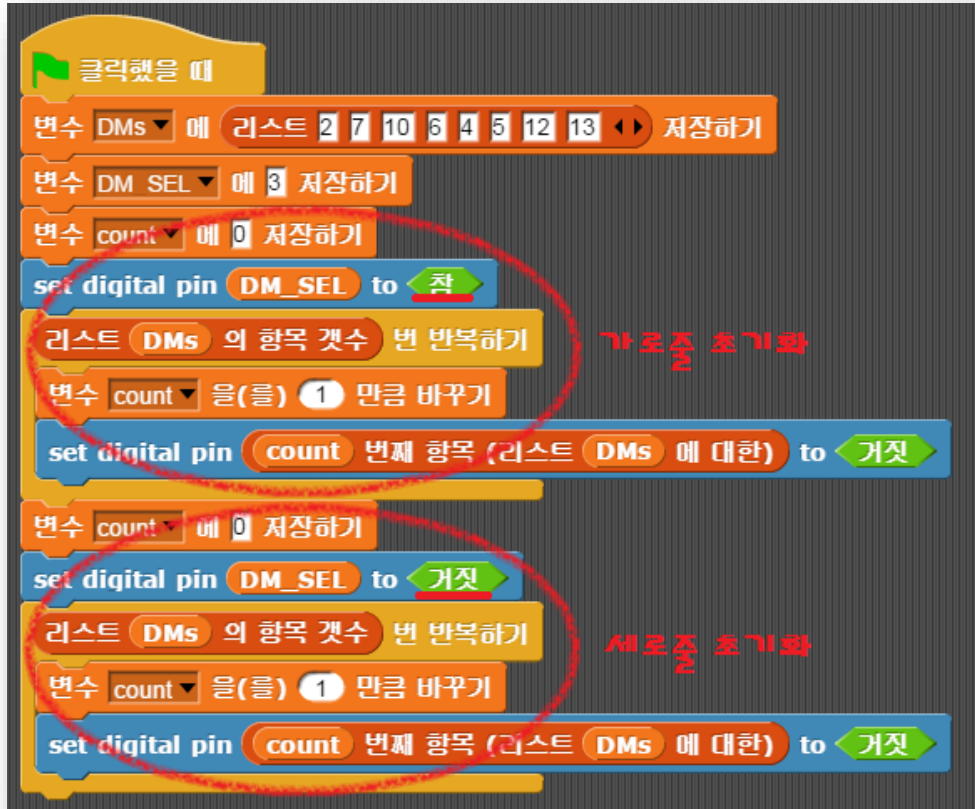 클릭했을 때
변수 DMs 에 리스트 2 7 10 6 4 5 12 13 저장하기
변수 DM_SEL 에 3 저장하기
변수 count 에 0 저장하기
set digital pin DM_SEL to 참
리스트 DMs 의 항목 갯수 번 반복하기
가로줄 초기화
변수 count 을(를) 1 만큼 바꾸기
set digital pin count 번째 항목 (리스트 DMs 에 대한) to 거짓
변수 count 에 0 저장하기
set digital pin DM_SEL to 거짓
리스트 DMs 의 항목 갯수 번 반복하기
세로줄 초기화
변수 count 을(를) 1 만큼 바꾸기
set digital pin count 번째 항목 (리스트 DMs 에 대한) to 거짓